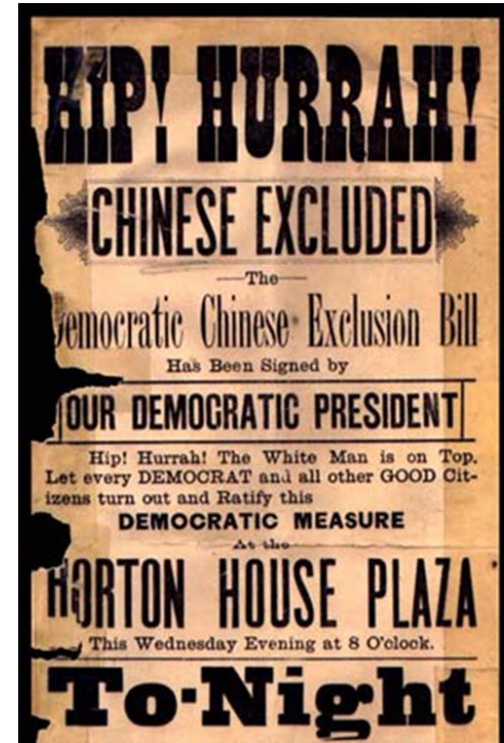 HIP! HURRAH!
CHINESE EXCLUDED
The
Democratic Chinese Exclusion Bill
Has Been Signed by
OUR DEMOCRATIC PRESIDENT
Hip! Hurrah! The White Man is on Top.
Let every DEMOCRAT and all other GOOD Cit-
izens turn out and Ratify this
DEMOCRATIC MEASURE
At the
HORTON HOUSE PLAZA
This Wednesday Evening at 8 O'clock.
To-Night